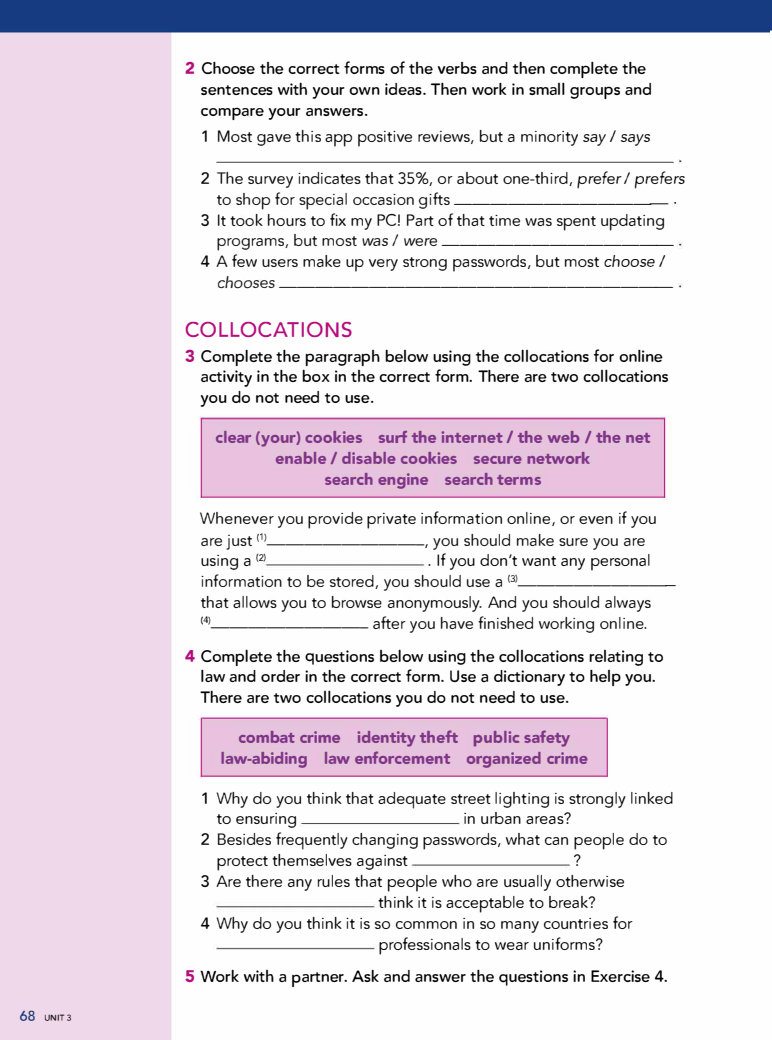 2 Choose the correct forms of the verbs and then complete the
sentences with your own ideas. Then work in small groups and
compare your answers.
1 Most gave this app positive reviews, but a minority say / says
____________________ .
2 The survey indicates that 35%, or about one-third, prefer / prefers
to shop for special occasion gifts ____________________ .
3 It took hours to fix my PC! Part of that time was spent updating
programs, but most was / were ____________________ .
4 A few users make up very strong passwords, but most choose /
chooses ____________________ .
COLLOCATIONS
3 Complete the paragraph below using the collocations for online
activity in the box in the correct form. There are two collocations
you do not need to use.
clear (your) cookies surf the internet / the web / the net
enable / disable cookies secure network
search engine search terms
Whenever you provide private information online, or even if you
are just (1)____________________, you should make sure you are
using a (2)____________________ . If you don't want any personal
information to be stored, you should use a (3)____________________
that allows you to browse anonymously. And you should always
(4)____________________ after you have finished working online.
4 Complete the questions below using the collocations relating to
law and order in the correct form. Use a dictionary to help you.
There are two collocations you do not need to use.
combat crime identity theft public safety
law-abiding law enforcement organized crime
1 Why do you think that adequate street lighting is strongly linked
to ensuring ____________________ in urban areas?
2 Besides frequently changing passwords, what can people do to
protect themselves against ____________________ ?
3 Are there any rules that people who are usually otherwise
____________________ think it is acceptable to break?
4 Why do you think it is so common in so many countries for
____________________ professionals to wear uniforms?
5 Work with a partner. Ask and answer the questions in Exercise 4.
68 UNIT 3